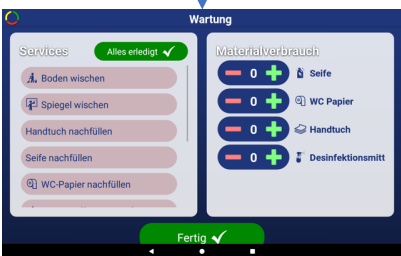 Wartung
Services
Alles erledigt
Boden wischen
Spiegel wischen
Handtuch nachfüllen
Seife nachfüllen
WC-Papier nachfüllen
Materialverbrauch
0 Seife
0 WC Papier
0 Handtuch
0 Desinfektionsmitt
Fertig